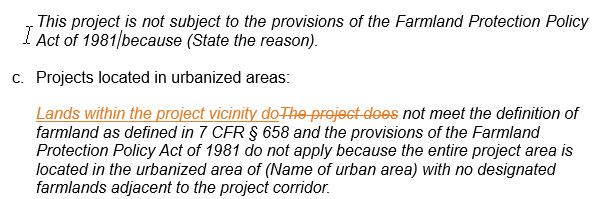 This project is not subject to the provisions of the Farmland Protection Policy
Act of 1981 because (State the reason).
c. Projects located in urbanized areas:
Lands within the project vicinity doThe project does not meet the definition of
farmland as defined in 7 CFR § 658 and the provisions of the Farmland
Protection Policy Act of 1981 do not apply because the entire project area is
located in the urbanized area of (Name of urban area) with no designated
farmlands adjacent to the project corridor.